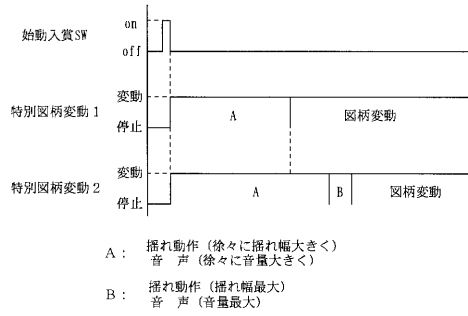 on
始動入賞SW
off
変動
特別図柄変動1
A
図柄変動
停止
変動
特別図柄変動2
A
B
図柄変動
停止
A： 揺れ動作（徐々に揺れ幅大きく）
音　声（徐々に音量大きく）
B： 揺れ動作（揺れ幅最大）
音　声（音量最大）